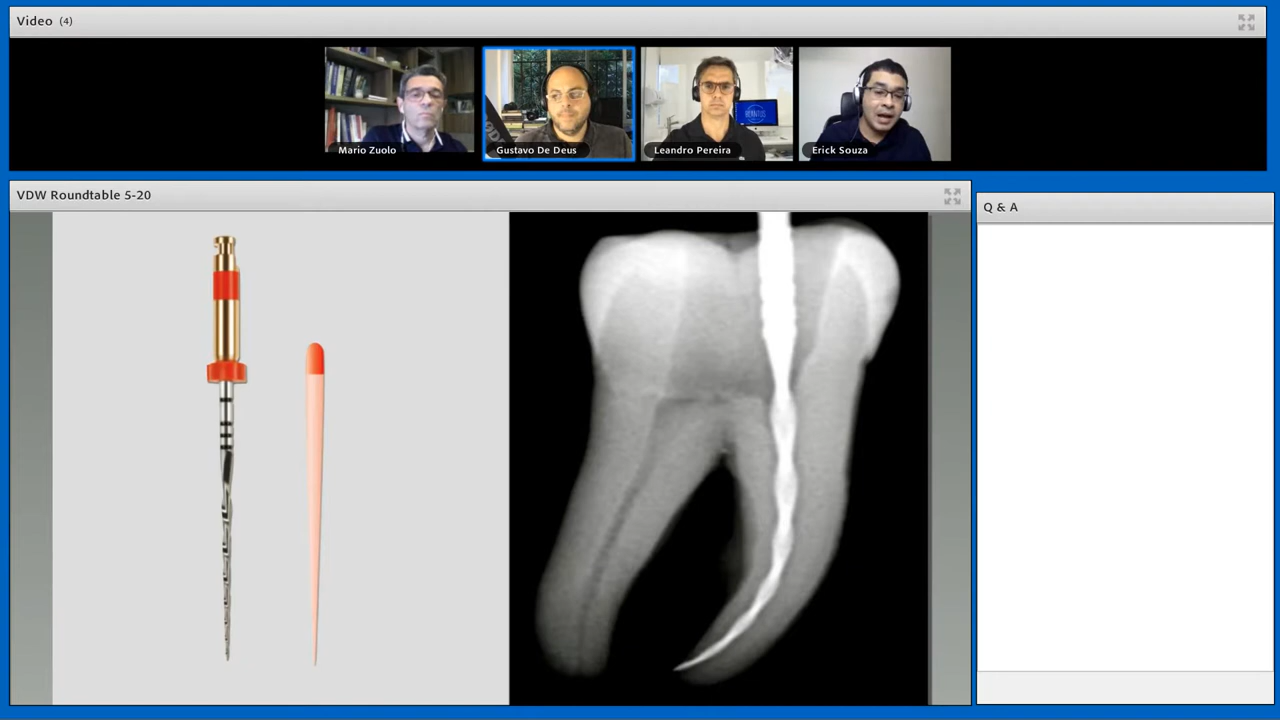 Video (4)
Mario Zuolo
Gustavo De Deus
Leandro Pereira
Erick Souza
VDW Roundtable 5-20
Q & A